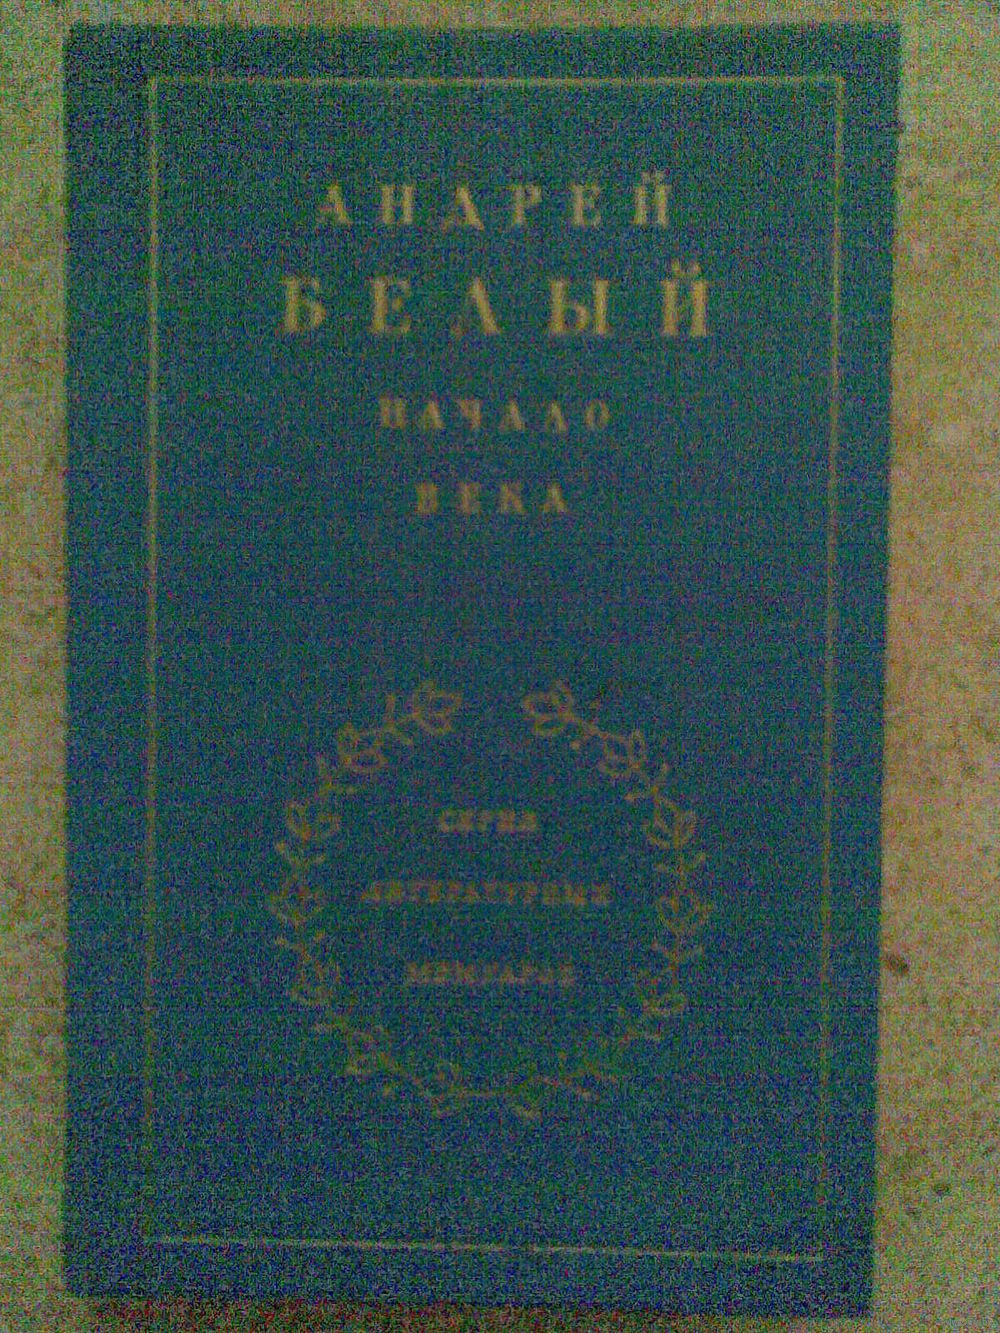 АНДРЕЙ
БЕЛЫЙ
НАЧАЛО
ВЕКА
СЕРИЯ
ЛИТЕРАТУРНЫХ
МЕМУАРОВ